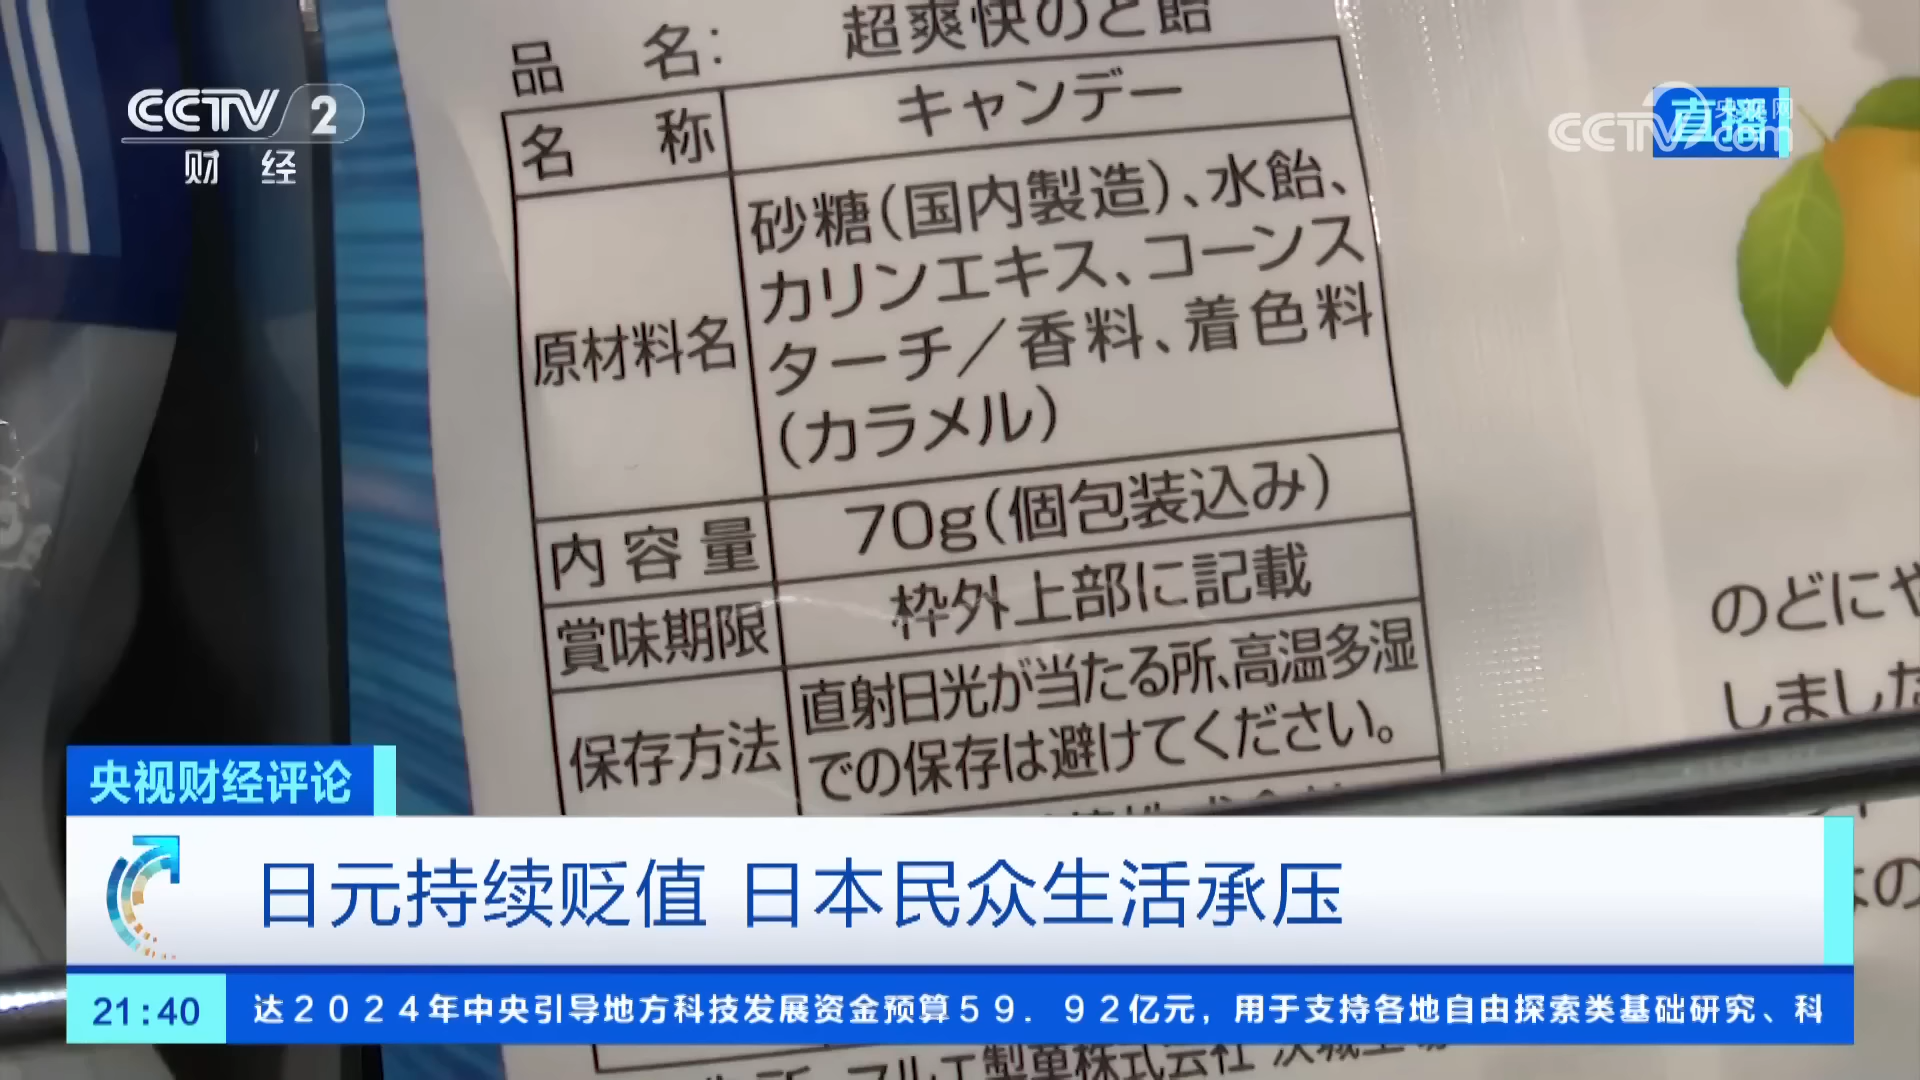 品 名: 超爽快のど飴
名 称 キャンデー
原材料名 砂糖(国内製造)、水飴、
カリンエキス、コーンス
ターチ/香料、着色料
(カラメル)
内容量 70g(個包装込み)
賞味期限 枠外上部に記載
保存方法 直射日光が当たる所、高温多湿
での保存は避けてください。
のどにや
しました
CCTV 2
财 经
直播
CCTV.com
央视财经评论
日元持续贬值 日本民众生活承压
21:40
达2024年中央引导地方科技发展资金预算59.92亿元，用于支持各地自由探索类基础研究、科